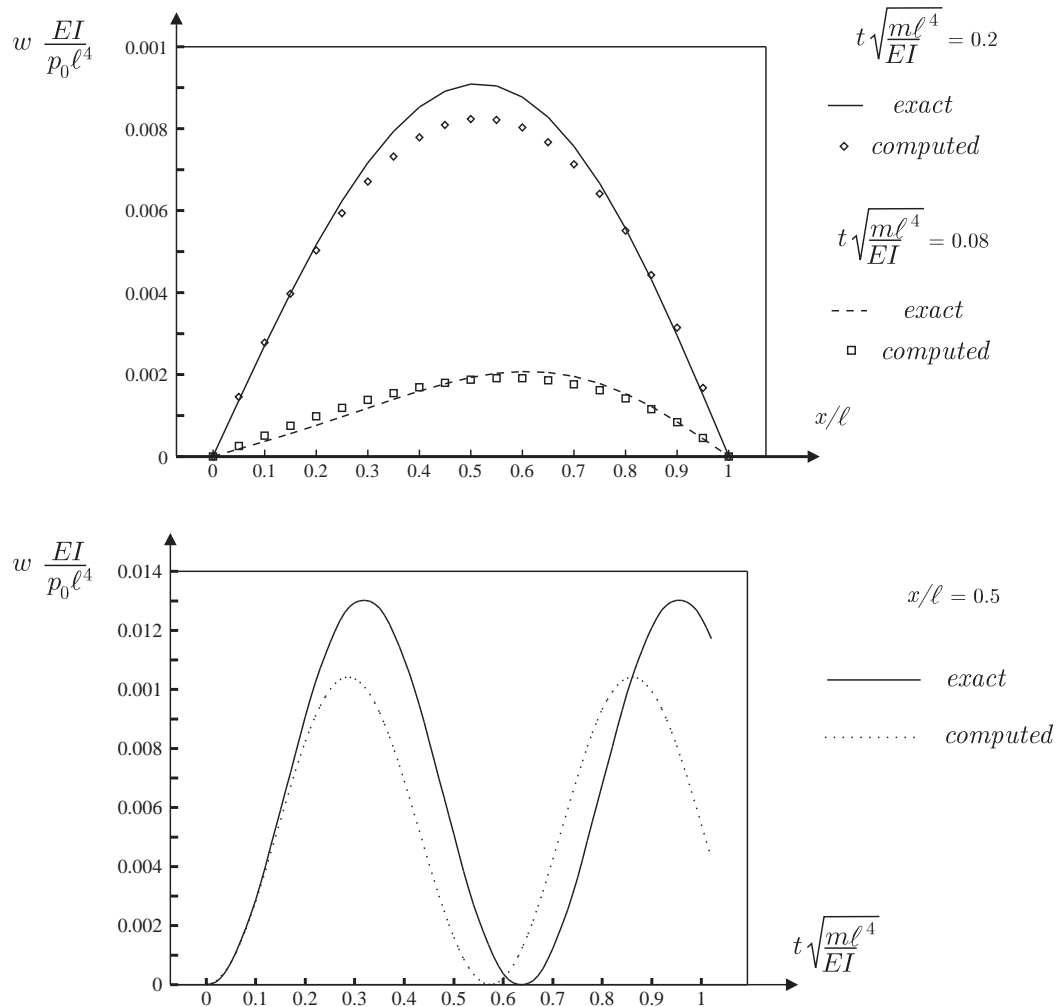 w EI/p₀ℓ⁴
0.001
0.008
0.006
0.004
0.002
0
0 0.1 0.2 0.3 0.4 0.5 0.6 0.7 0.8 0.9 1
x/ℓ
t√(mℓ⁴/EI) = 0.2
exact
computed
t√(mℓ⁴/EI) = 0.08
exact
computed
w EI/p₀ℓ⁴
0.014
0.012
0.001
0.008
0.006
0.004
0.002
0
0 0.1 0.2 0.3 0.4 0.5 0.6 0.7 0.8 0.9 1
t√(mℓ⁴/EI)
x/ℓ = 0.5
exact
computed